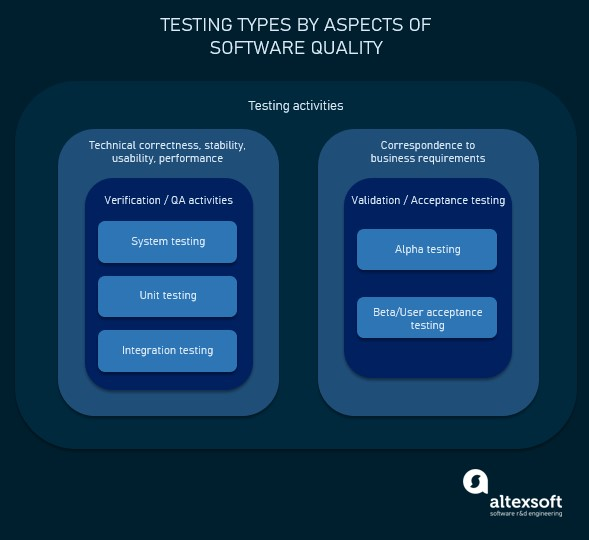 TESTING TYPES BY ASPECTS OF
SOFTWARE QUALITY
Testing activities
Technical correctness, stability,
usability, performance
Verification / QA activities
System testing
Unit testing
Integration testing
Correspondence to
business requirements
Validation / Acceptance testing
Alpha testing
Beta/User acceptance
testing
altexsoft
software r&d engineering